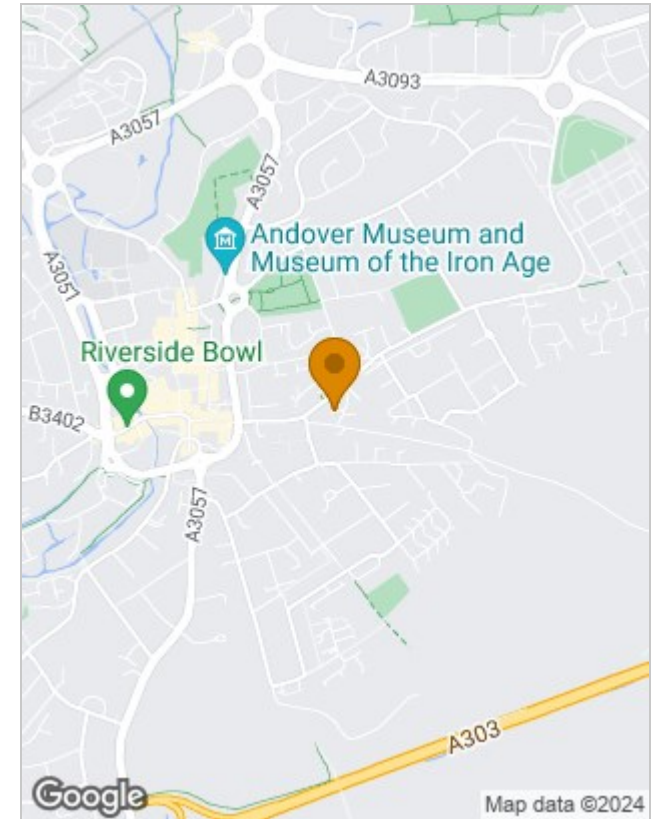 A3093
A3057
A3057
Andover Museum and
Museum of the Iron Age
A3051
Riverside Bowl
B3402
A3057
A303
Google
Map data ©2024